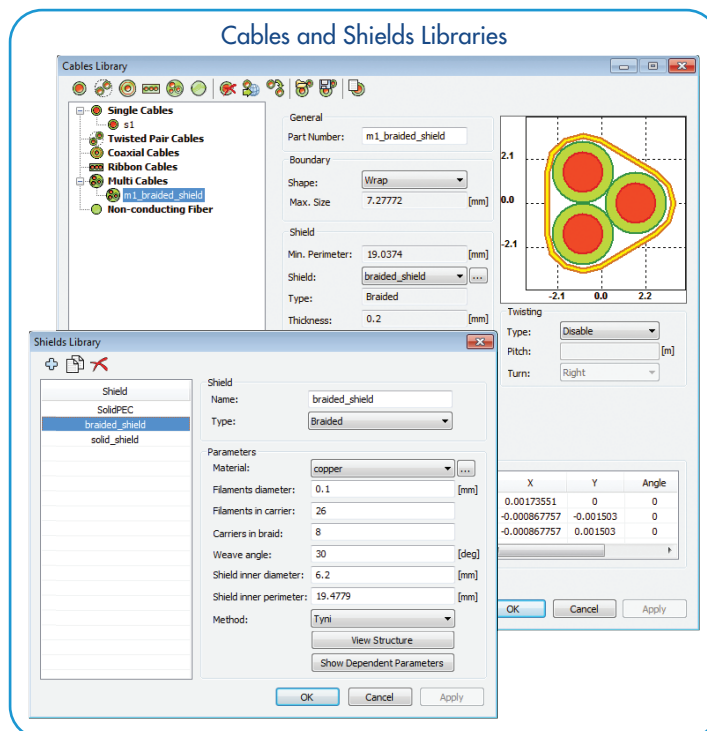 Cables and Shields Libraries
Cables Library
Single Cables
s1
Twisted Pair Cables
Coaxial Cables
Ribbon Cables
Multi Cables
m1_braided_shield
Non-conducting Fiber
General
Part Number: m1_braided_shield
Boundary
Shape: Wrap
Max. Size 7.27772 [mm]
Shield
Min. Perimeter: 19.0374 [mm]
Shield: braided_shield ...
Type: Braided
Thickness: 0.2 [mm]
2.1
0.0
-2.1
-2.1 0.0 2.2
Twisting
Type: Disable
Pitch: [m]
Turn: Right
X Y Angle
0.00173551 0 0
-0.000867757 -0.001503 0
-0.000867757 0.001503 0
OK Cancel Apply
Shields Library
Shield
SolidPEC
braided_shield
solid_shield
Shield
Name: braided_shield
Type: Braided
Parameters
Material: copper ...
Filaments diameter: 0.1 [mm]
Filaments in carrier: 26
Carriers in braid: 8
Weave angle: 30 [deg]
Shield inner diameter: 6.2 [mm]
Shield inner perimeter: 19.4779 [mm]
Method: Tyni
View Structure
Show Dependent Parameters
OK Cancel Apply